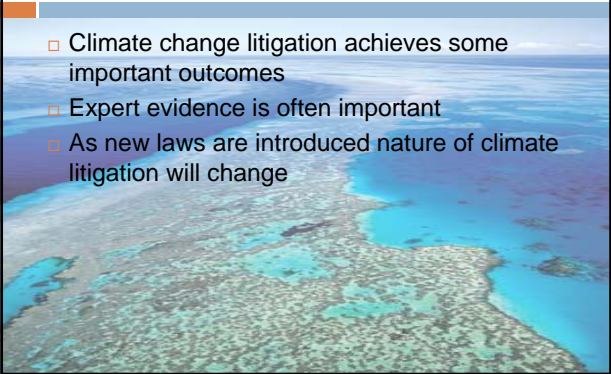 Climate change litigation achieves some
important outcomes
Expert evidence is often important
As new laws are introduced nature of climate
litigation will change